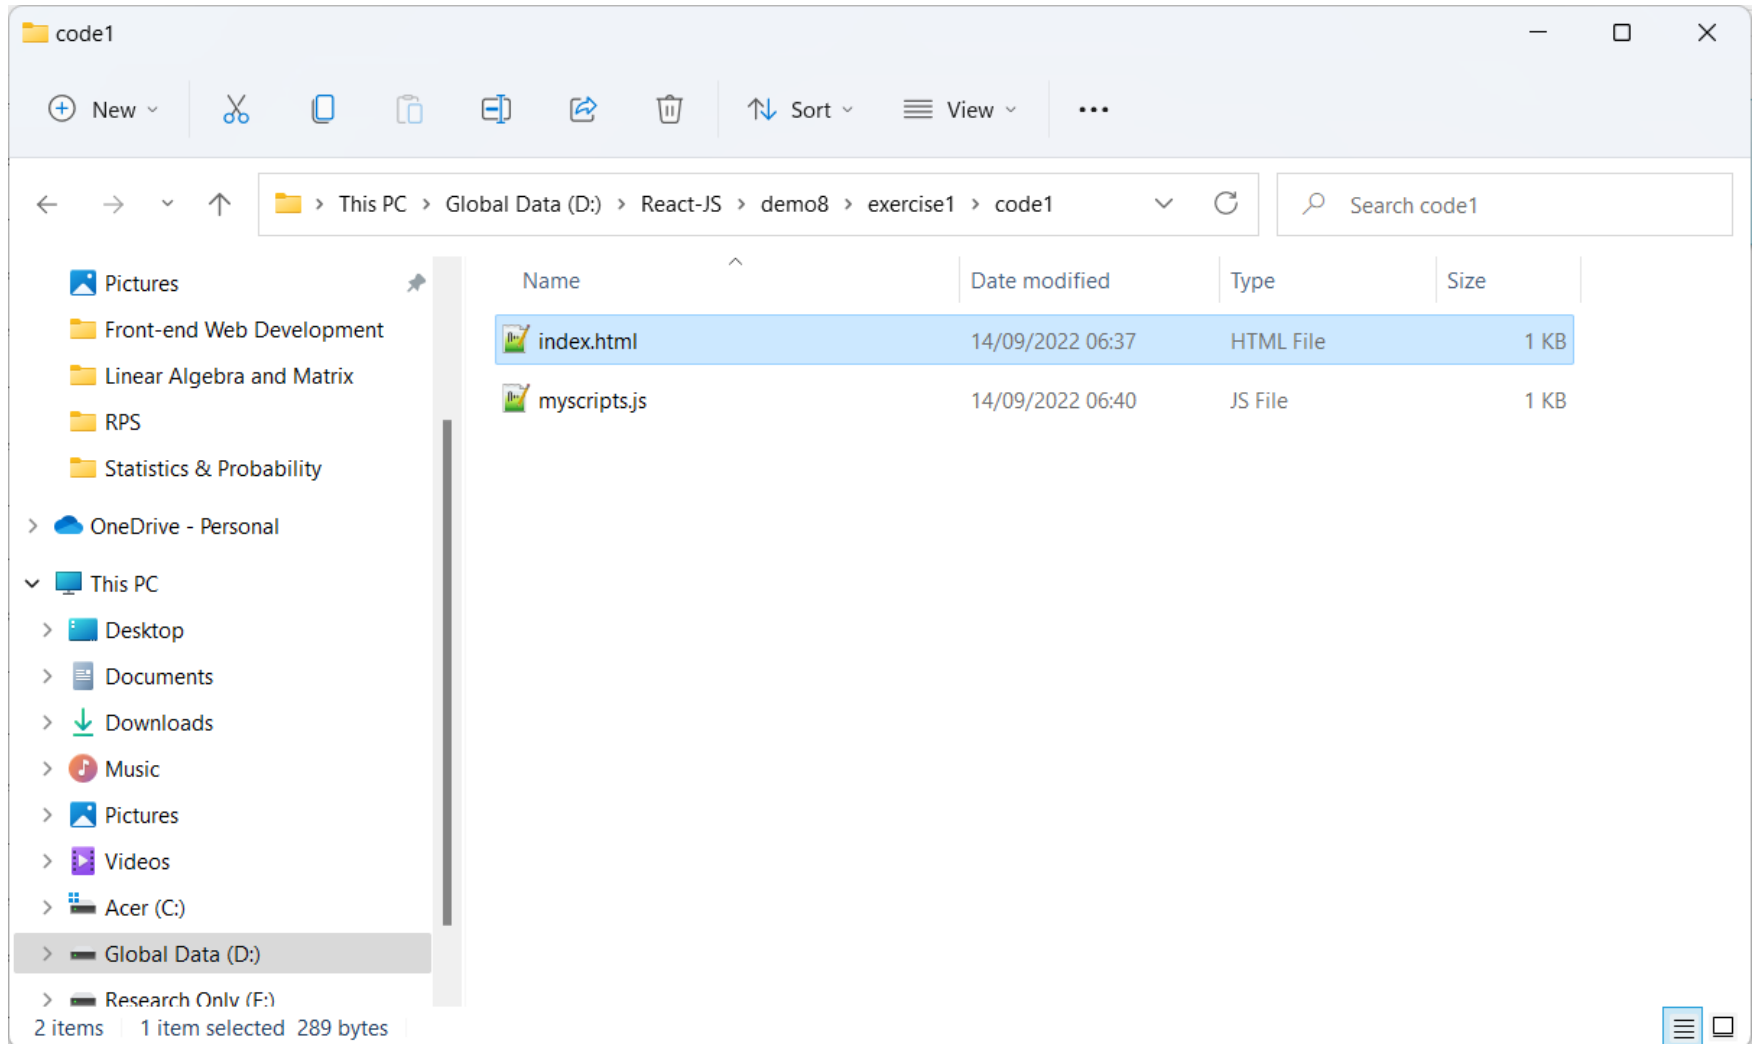 code1
New Sort View
This PC > Global Data (D:) > React-JS > demo8 > exercise1 > code1 Search code1
Name Date modified Type Size
index.html 14/09/2022 06:37 HTML File 1 KB
myscripts.js 14/09/2022 06:40 JS File 1 KB
Pictures
Front-end Web Development
Linear Algebra and Matrix
RPS
Statistics & Probability
OneDrive - Personal
This PC
Desktop
Documents
Downloads
Music
Pictures
Videos
Acer (C:)
Global Data (D:)
Research Only (E:)
2 items 1 item selected 289 bytes